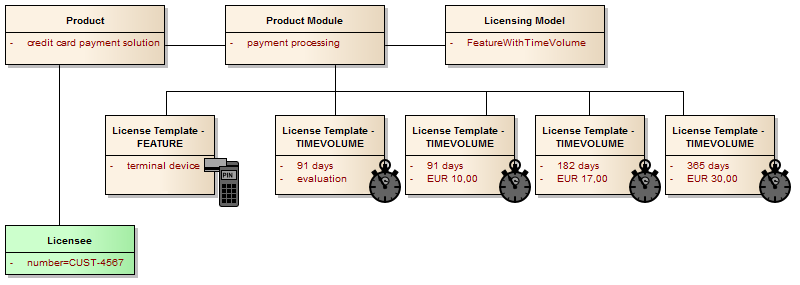 Product
- credit card payment solution
Product Module
- payment processing
Licensing Model
- FeatureWithTimeVolume
License Template -
FEATURE
- terminal device
PIN
License Template -
TIMEVOLUME
- 91 days
- evaluation
License Template -
TIMEVOLUME
- 91 days
- EUR 10,00
License Template -
TIMEVOLUME
- 182 days
- EUR 17,00
License Template -
TIMEVOLUME
- 365 days
- EUR 30,00
Licensee
- number=CUST-4567